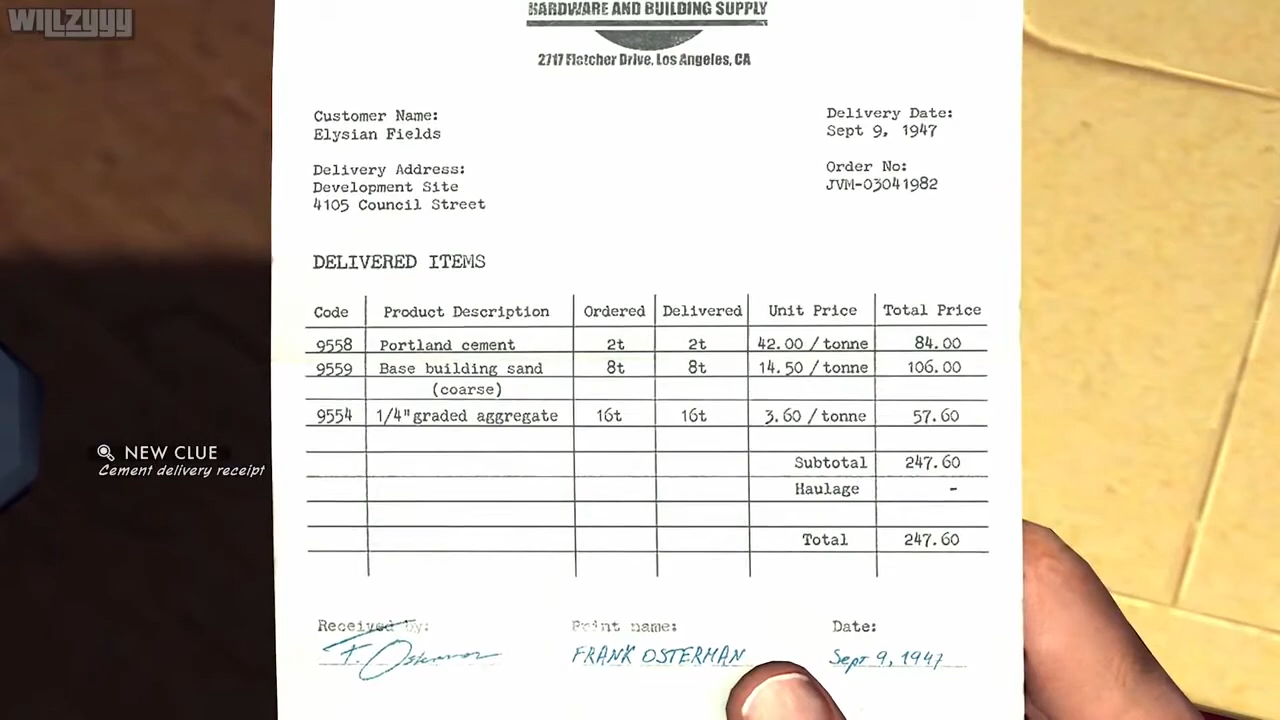 WiLLZyyy
HARDWARE AND BUILDING SUPPLY
2717 Fletcher Drive, Los Angeles, CA
Customer Name:
Elysian Fields
Delivery Date:
Sept 9, 1947
Delivery Address:
Development Site
4105 Council Street
Order No:
JVM-03041982
DELIVERED ITEMS
Code Product Description Ordered Delivered Unit Price Total Price
9558 Portland cement 2t 2t 42.00 / tonne 84.00
9559 Base building sand 8t 8t 14.50 / tonne 106.00
(coarse)
9554 1/4" graded aggregate 16t 16t 3.60 / tonne 57.60
NEW CLUE
Cement delivery receipt
Subtotal 247.60
Haulage -
Total 247.60
Received by: Print name: Date:
F. Osterman FRANK OSTERMAN Sept 9, 1947